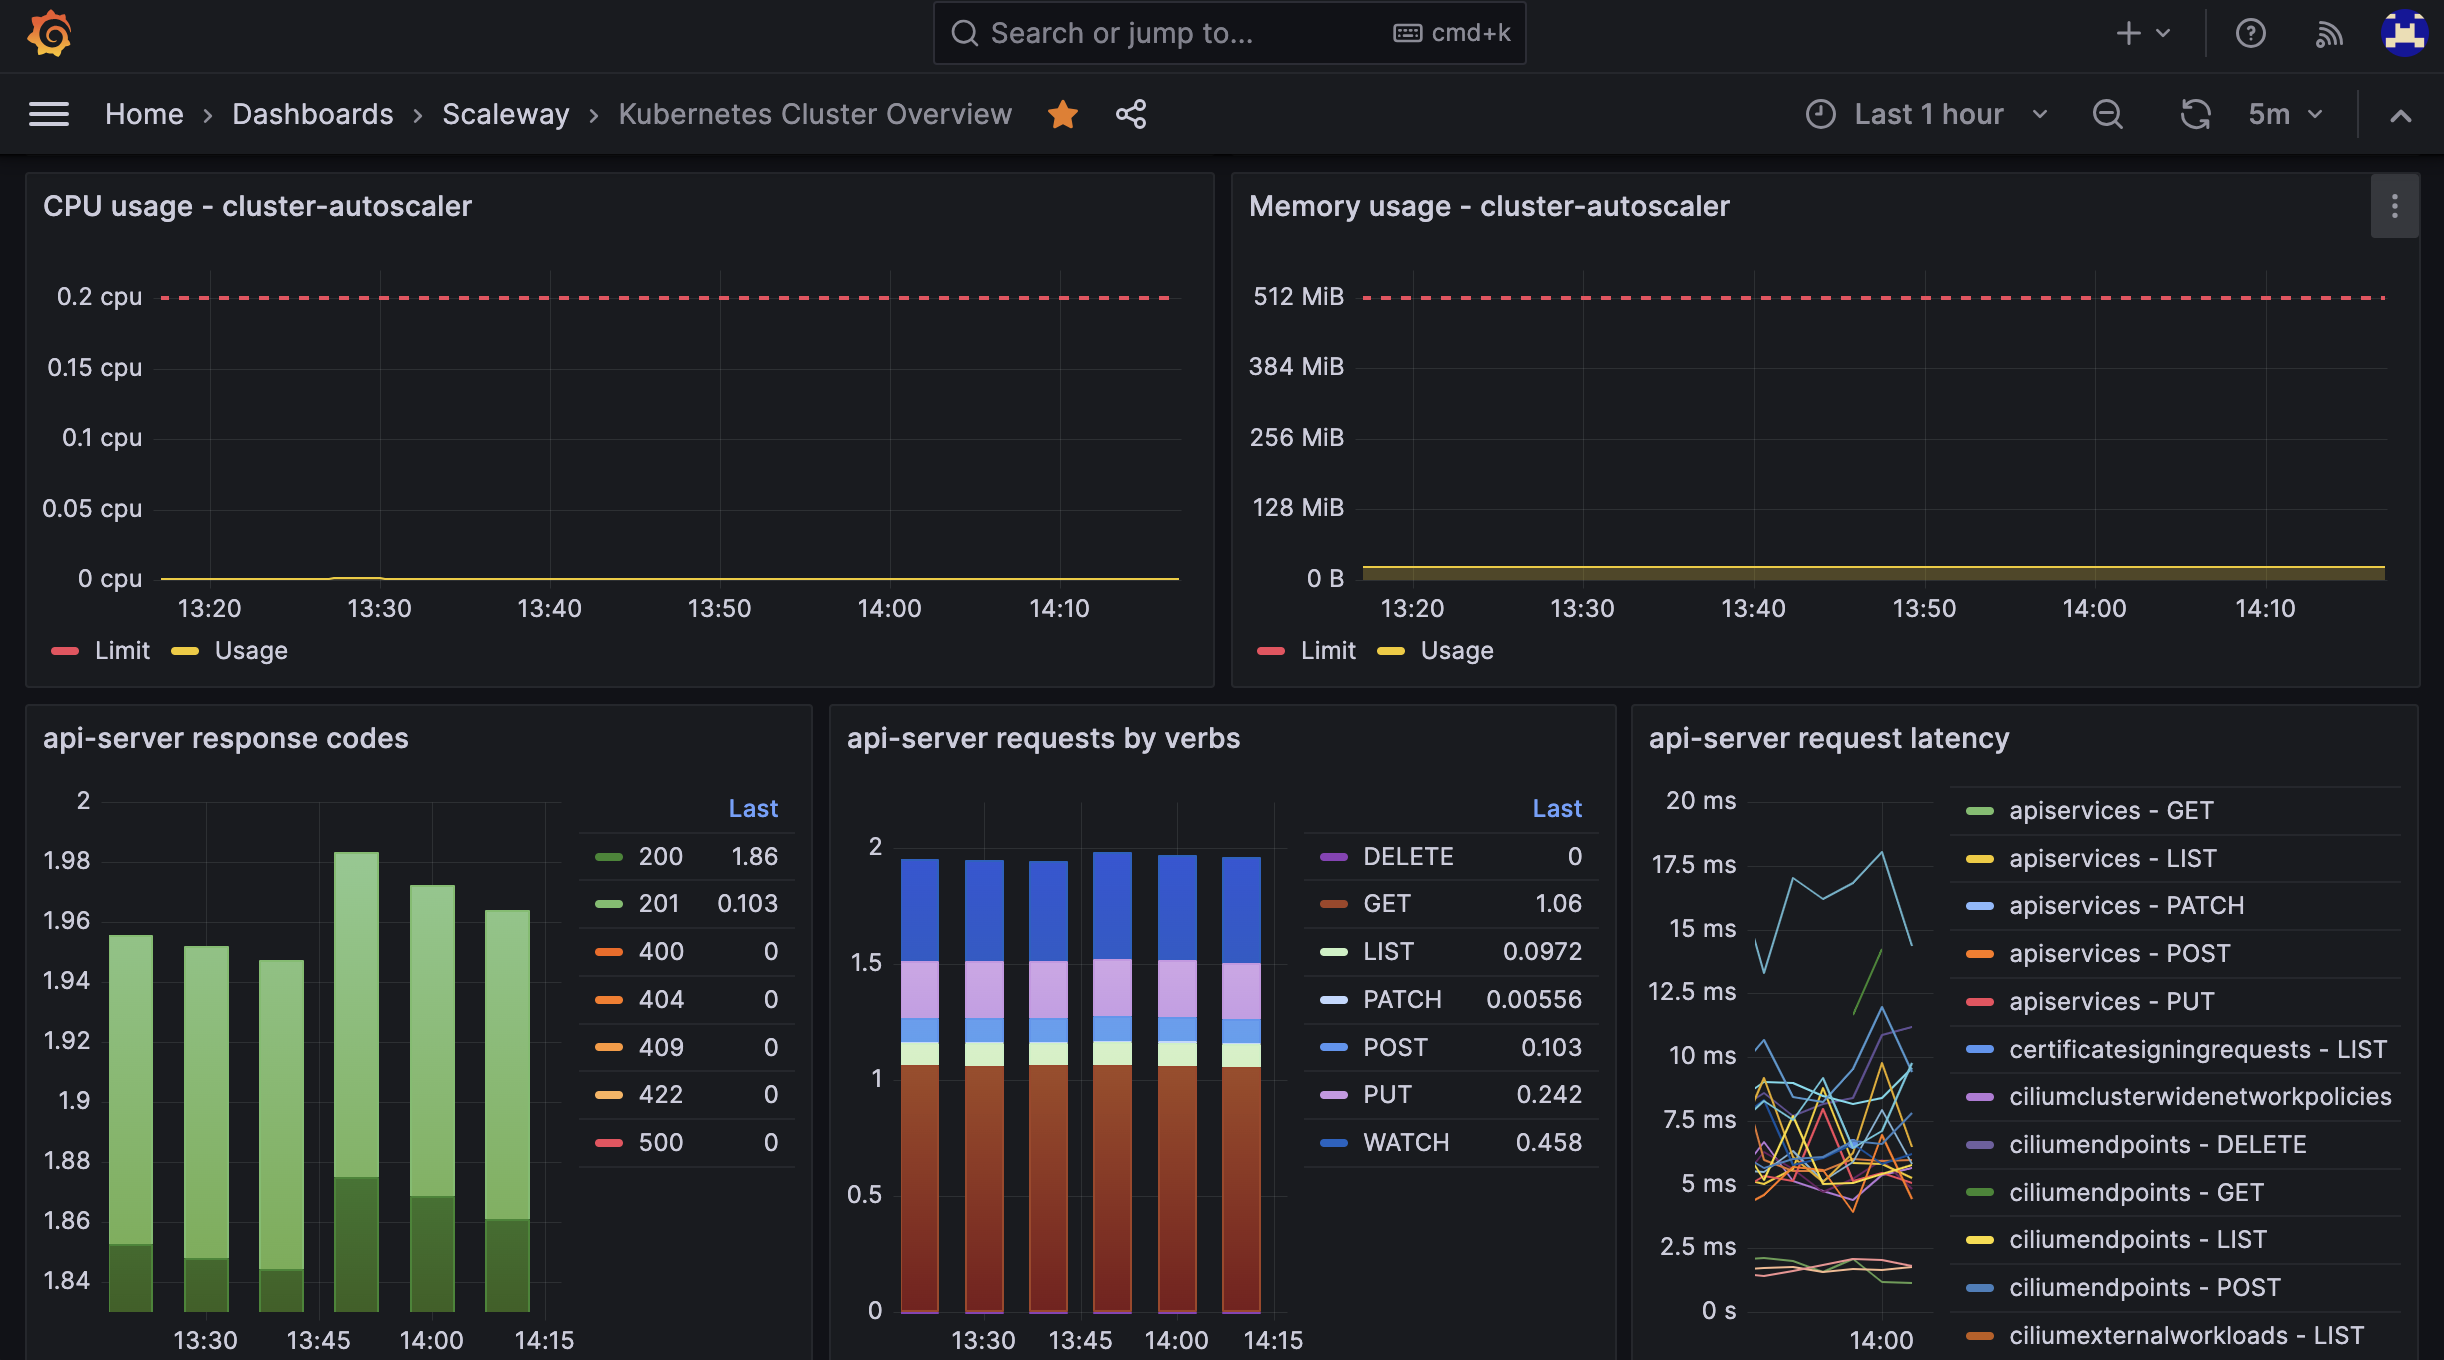 Search or jump to... cmd+k
Home › Dashboards › Scaleway › Kubernetes Cluster Overview Last 1 hour 5m
CPU usage - cluster-autoscaler
0.2 cpu
0.15 cpu
0.1 cpu
0.05 cpu
0 cpu
13:20 13:30 13:40 13:50 14:00 14:10
Limit Usage
Memory usage - cluster-autoscaler
512 MiB
384 MiB
256 MiB
128 MiB
0 B
13:20 13:30 13:40 13:50 14:00 14:10
Limit Usage
api-server response codes
2
1.98
1.96
1.94
1.92
1.9
1.88
1.86
1.84
13:30 13:45 14:00 14:15
Last
200 1.86
201 0.103
400 0
404 0
409 0
422 0
500 0
api-server requests by verbs
2
1.5
1
0.5
0
13:30 13:45 14:00 14:15
Last
DELETE 0
GET 1.06
LIST 0.0972
PATCH 0.00556
POST 0.103
PUT 0.242
WATCH 0.458
api-server request latency
20 ms
17.5 ms
15 ms
12.5 ms
10 ms
7.5 ms
5 ms
2.5 ms
0 s
14:00
apiservices - GET
apiservices - LIST
apiservices - PATCH
apiservices - POST
apiservices - PUT
certificatesigningrequests - LIST
ciliumclusterwidenetworkpolicies
ciliumendpoints - DELETE
ciliumendpoints - GET
ciliumendpoints - LIST
ciliumendpoints - POST
ciliumexternalworkloads - LIST